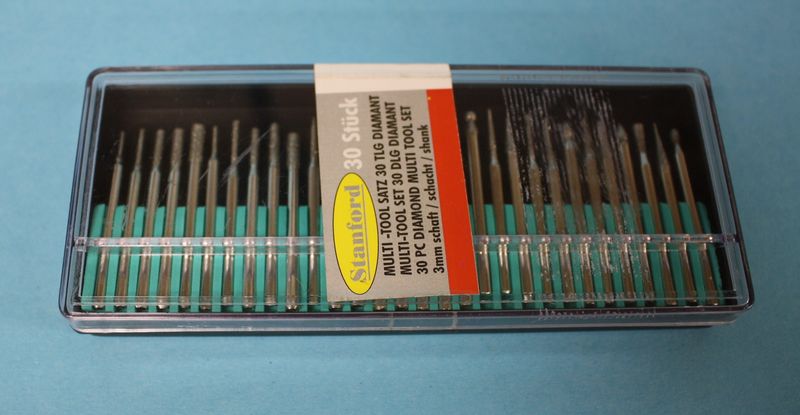 30 Stück
Stanford
MULTI -TOOL SATZ 30 TLG DIAMANT
MULTI-TOOL SET 30 DLG DIAMANT
30 PC DIAMOND MULTI TOOL SET
3mm schaft / schacht / shank